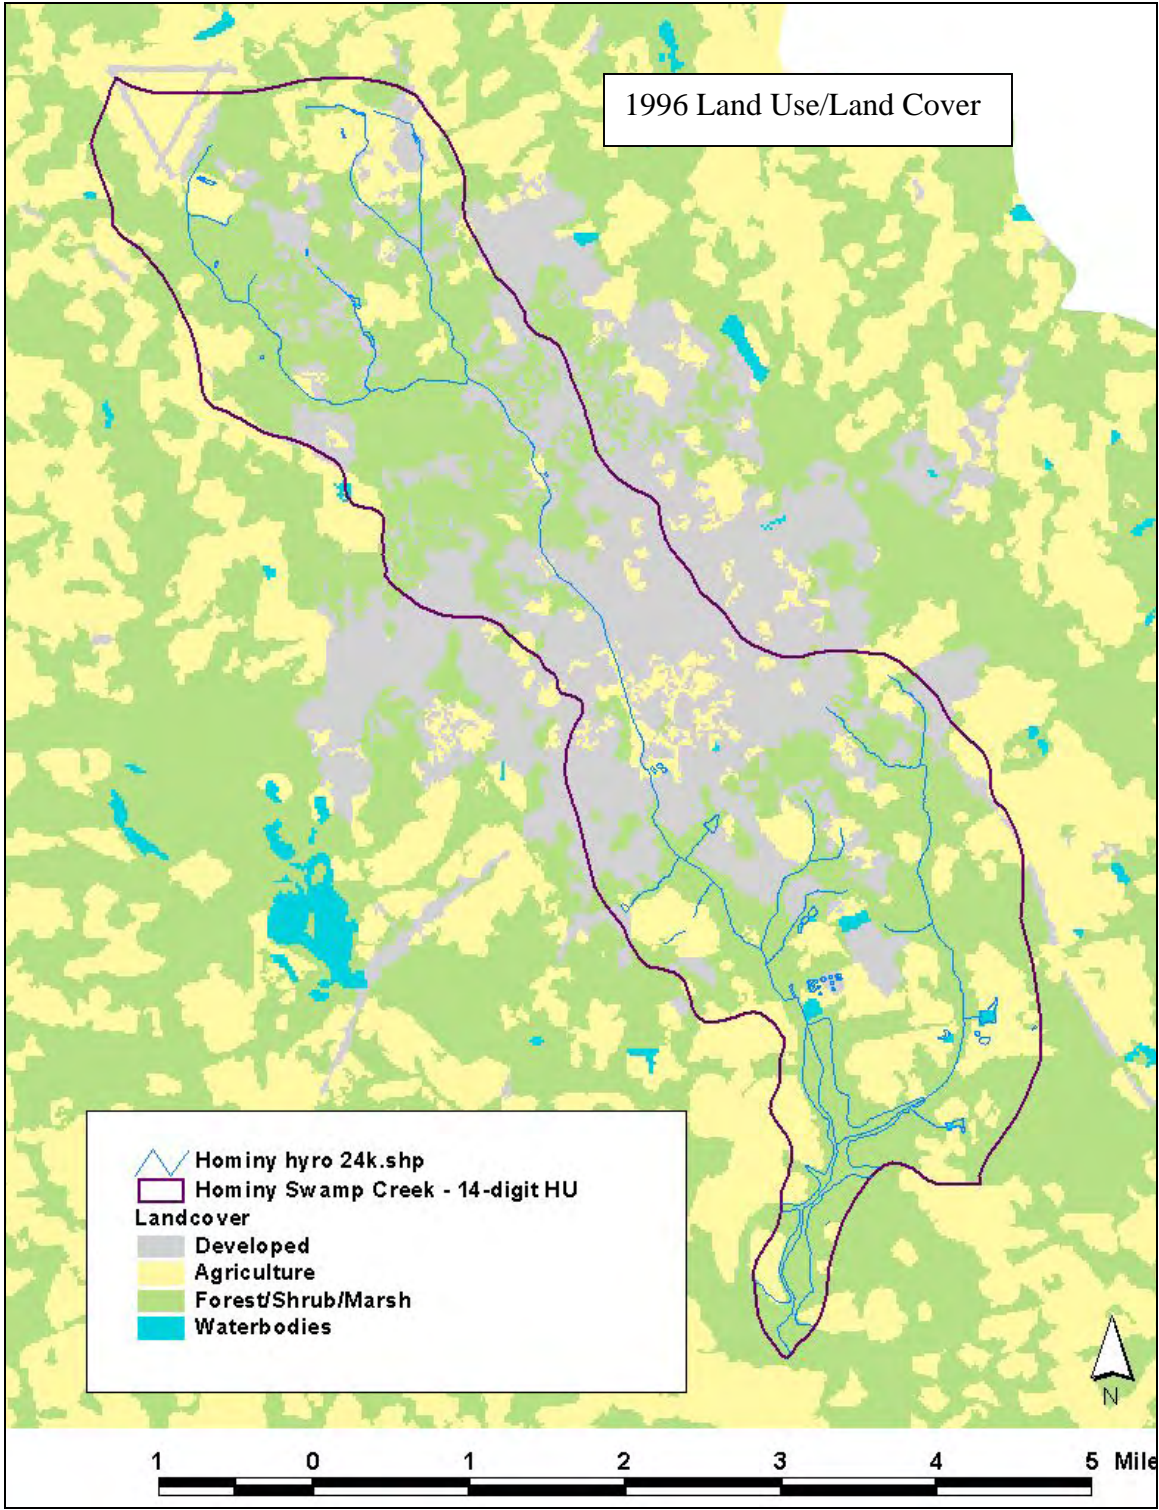 1996 Land Use/Land Cover
Hominy hyro 24k.shp
Hominy Swamp Creek - 14-digit HU
Landcover
Developed
Agriculture
Forest/Shrub/Marsh
Waterbodies
N
1 0 1 2 3 4 5 Mile